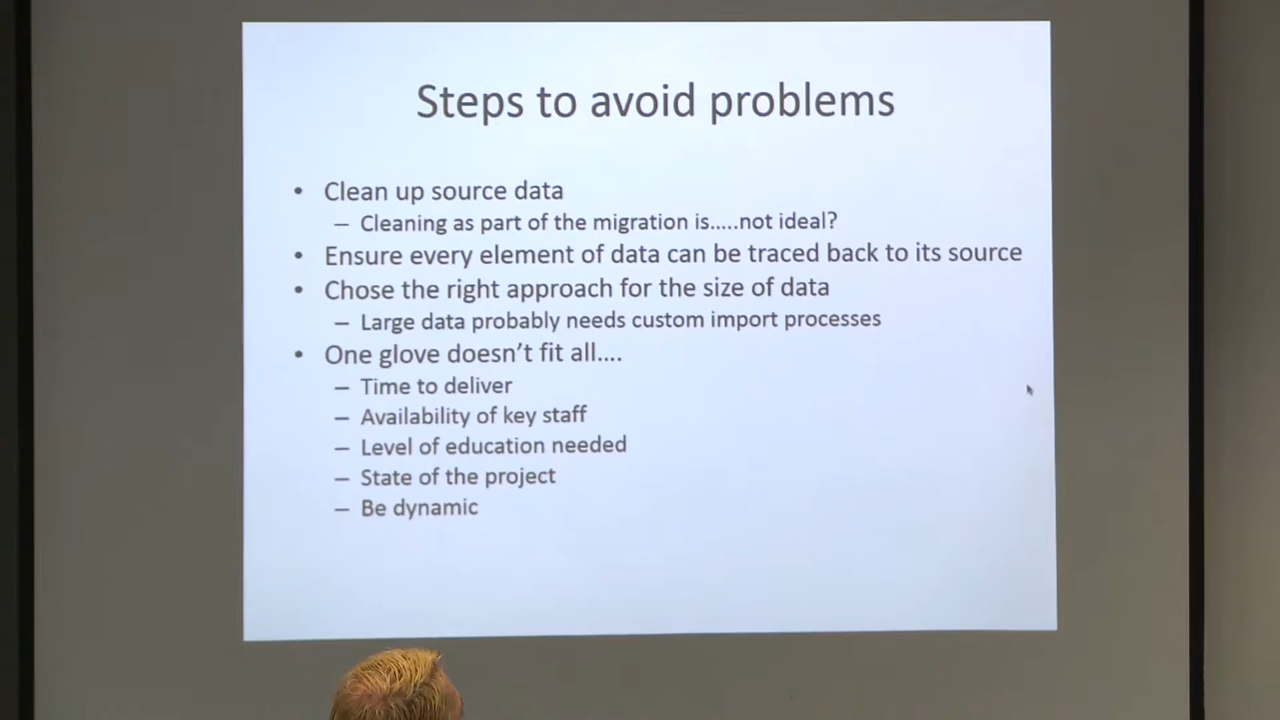 Steps to avoid problems
• Clean up source data
– Cleaning as part of the migration is.....not ideal?
• Ensure every element of data can be traced back to its source
• Chose the right approach for the size of data
– Large data probably needs custom import processes
• One glove doesn't fit all....
– Time to deliver
– Availability of key staff
– Level of education needed
– State of the project
– Be dynamic